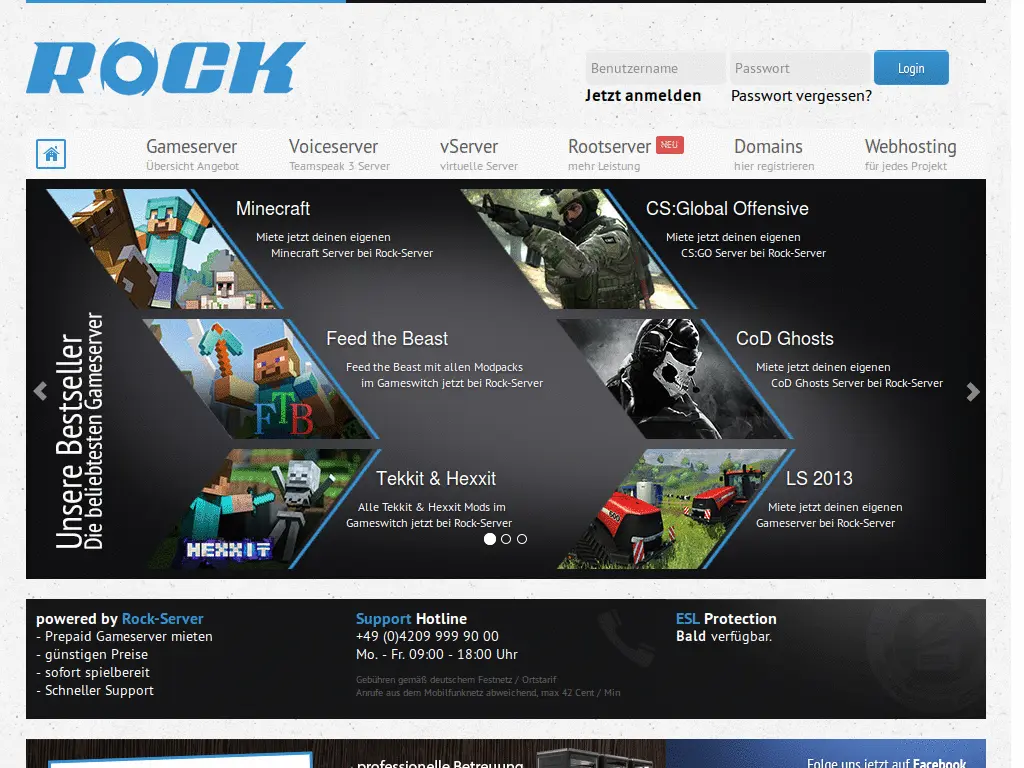 ROCK
Benutzername
Passwort
Login
Jetzt anmelden
Passwort vergessen?
Gameserver
Übersicht Angebot
Voiceserver
Teamspeak 3 Server
vServer
virtuelle Server
Rootserver NEU
mehr Leistung
Domains
hier registrieren
Webhosting
für jedes Projekt
Unsere Bestseller
Die beliebtesten Gameserver
Minecraft
Miete jetzt deinen eigenen
Minecraft Server bei Rock-Server
CS:Global Offensive
Miete jetzt deinen eigenen
CS:GO Server bei Rock-Server
Feed the Beast
Feed the Beast mit allen Modpacks
im Gameswitch jetzt bei Rock-Server
FTB
CoD Ghosts
Miete jetzt deinen eigenen
CoD Ghosts Server bei Rock-Server
Tekkit & Hexxit
Alle Tekkit & Hexxit Mods im
Gameswitch jetzt bei Rock-Server
HEXXIT
LS 2013
Miete jetzt deinen eigenen
Gameserver bei Rock-Server
powered by Rock-Server
- Prepaid Gameserver mieten
- günstigen Preise
- sofort spielbereit
- Schneller Support
Support Hotline
+49 (0)4209 999 90 00
Mo. - Fr. 09:00 - 18:00 Uhr
Gebühren gemäß deutschem Festnetz / Ortstarif
Anrufe aus dem Mobilfunknetz abweichend, max 42 Cent / Min
ESL Protection
Bald verfügbar.
professionelle Betreuung
Folge uns jetzt auf Facebook